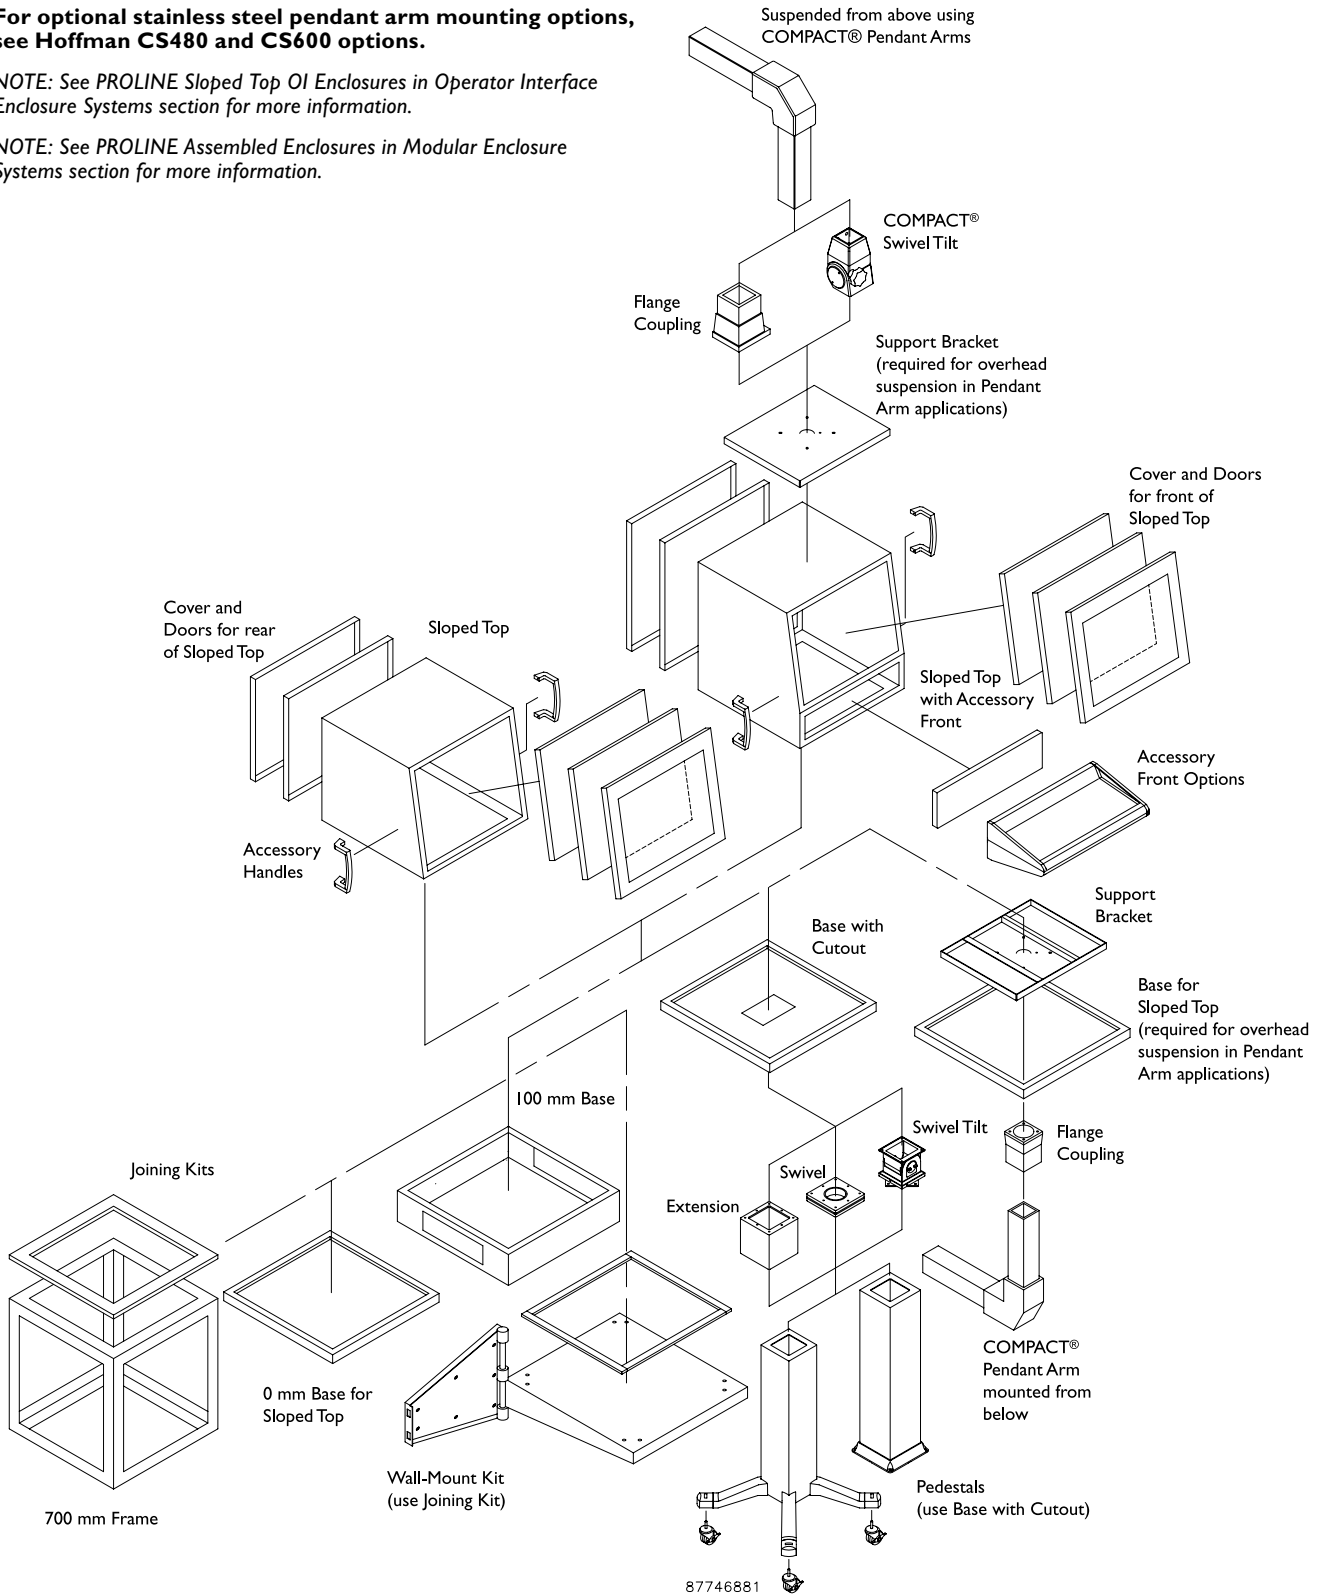 For optional stainless steel pendant arm mounting options,
see Hoffman CS480 and CS600 options.
NOTE: See PROLINE Sloped Top OI Enclosures in Operator Interface
Enclosure Systems section for more information.
NOTE: See PROLINE Assembled Enclosures in Modular Enclosure
Systems section for more information.
Suspended from above using
COMPACT® Pendant Arms
COMPACT®
Swivel Tilt
Flange
Coupling
Support Bracket
(required for overhead
suspension in Pendant
Arm applications)
Cover and Doors
for front of
Sloped Top
Cover and
Doors for rear
of Sloped Top
Sloped Top
Sloped Top
with Accessory
Front
Accessory
Front Options
Accessory
Handles
Support
Bracket
Base with
Cutout
Base for
Sloped Top
(required for overhead
suspension in Pendant
Arm applications)
100 mm Base
Swivel Tilt
Flange
Coupling
Joining Kits
Swivel
Extension
COMPACT®
Pendant Arm
mounted from
below
0 mm Base for
Sloped Top
Wall-Mount Kit
(use Joining Kit)
Pedestals
(use Base with Cutout)
700 mm Frame
87746881